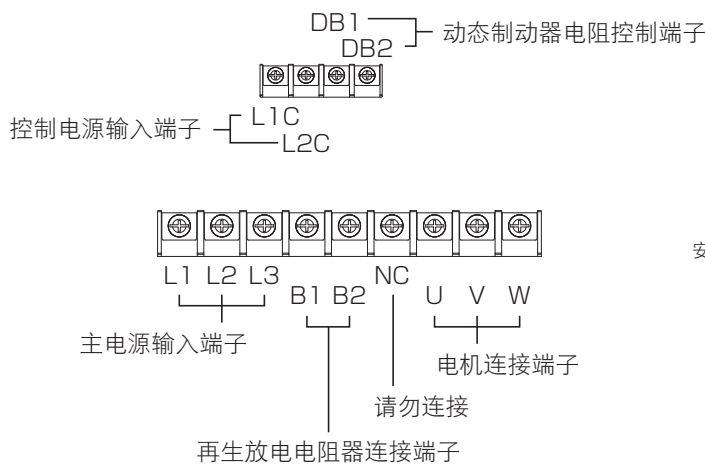 DB1
动态制动器电阻控制端子
DB2
L1C
控制电源输入端子
L2C
安
L1 L2 L3 NC
B1 B2 U V W
主电源输入端子
电机连接端子
请勿连接
再生放电电阻器连接端子